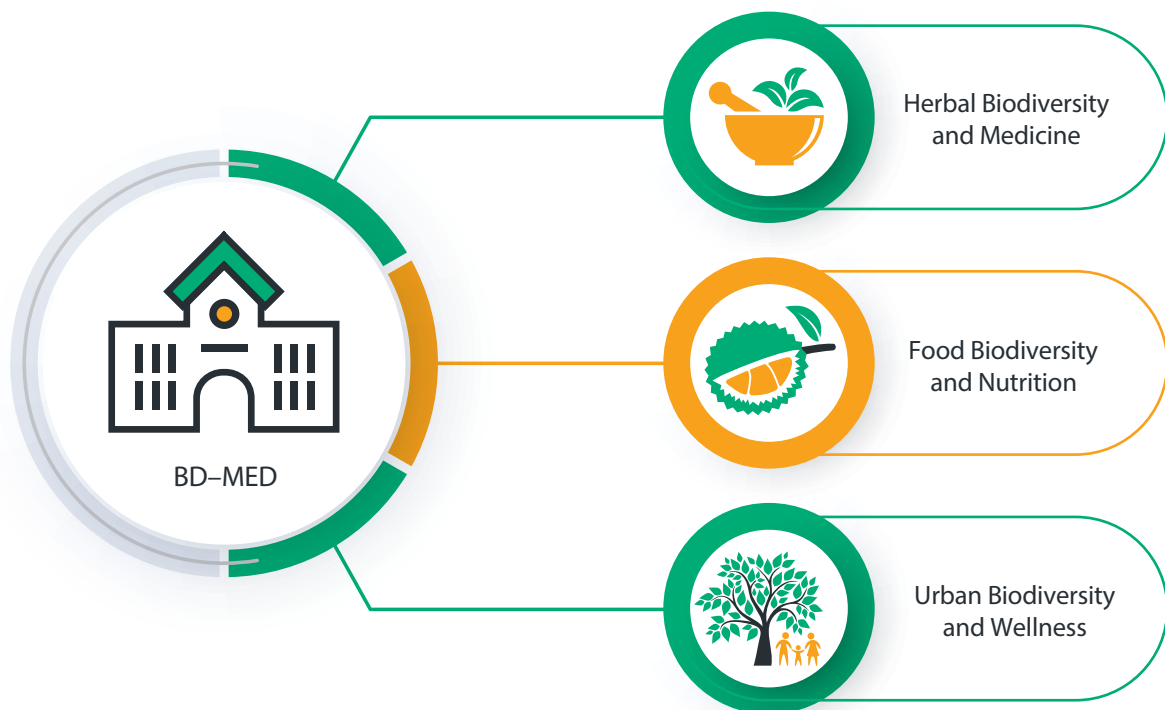 Herbal Biodiversity
and Medicine
Food Biodiversity
and Nutrition
BD–MED
Urban Biodiversity
and Wellness